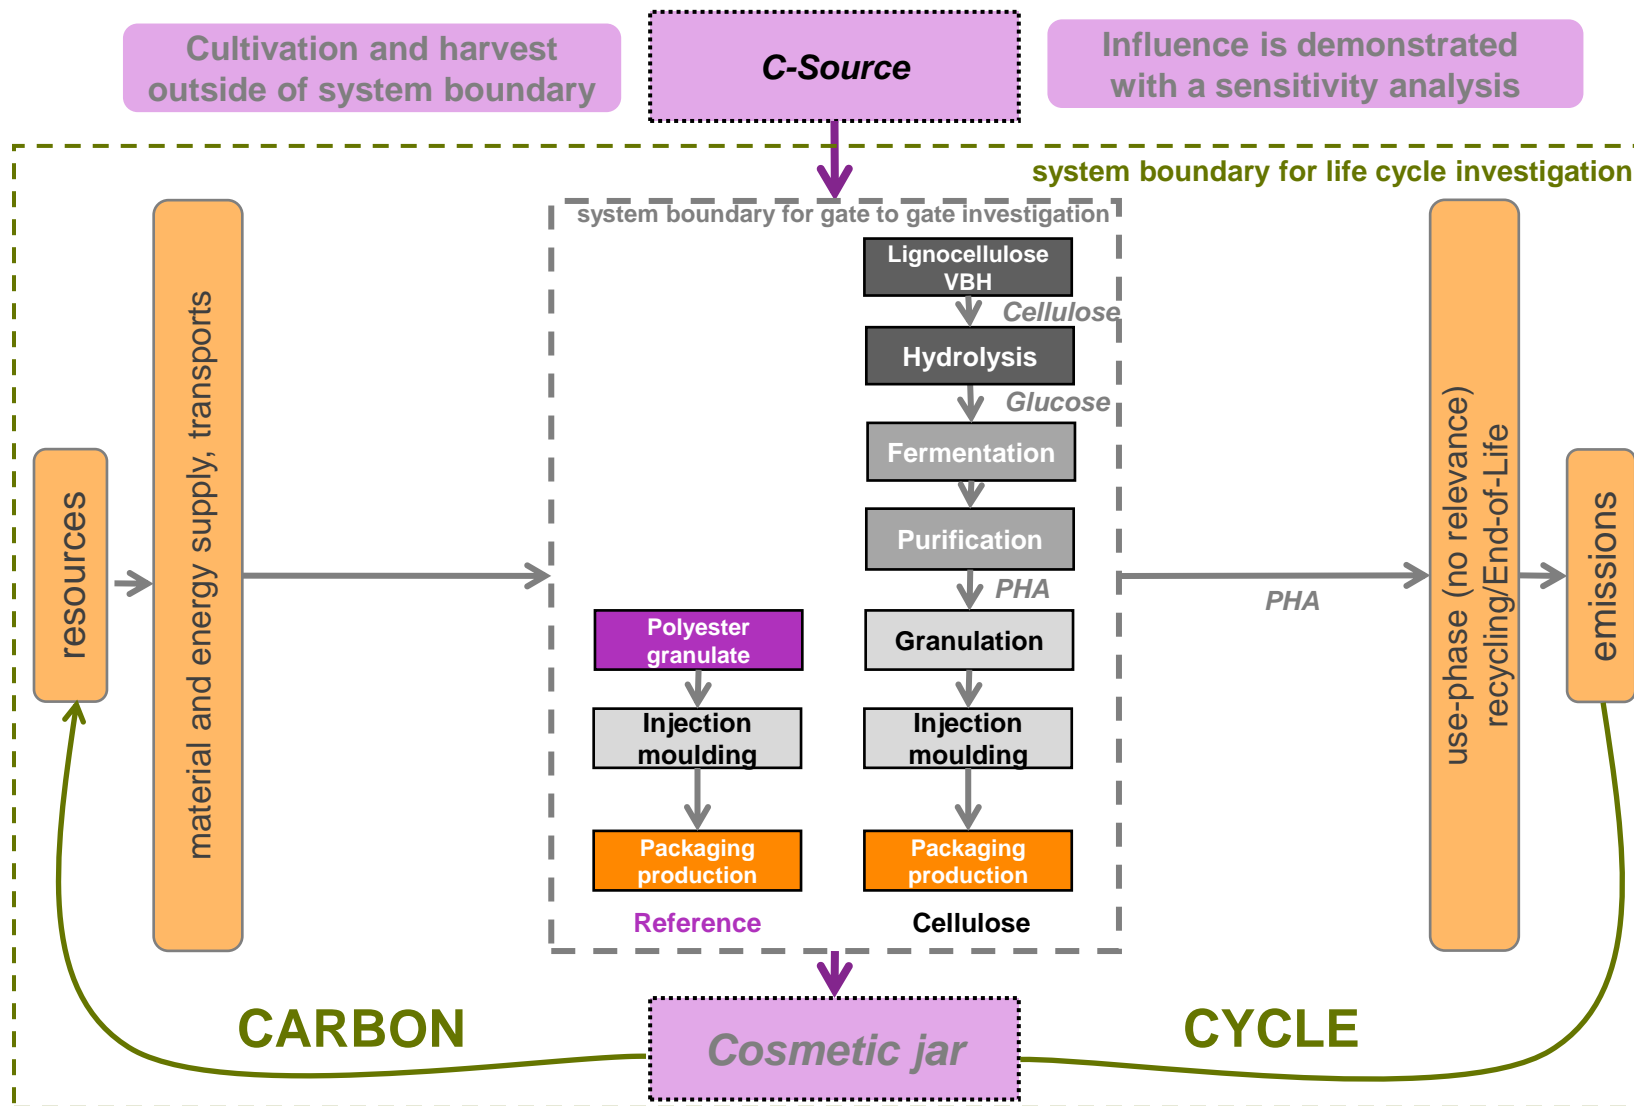 Cultivation and harvest
outside of system boundary
C-Source
Influence is demonstrated
with a sensitivity analysis
system boundary for life cycle investigation
system boundary for gate to gate investigation
Lignocellulose
VBH
Cellulose
Hydrolysis
Glucose
Fermentation
Purification
PHA
Granulation
Injection
moulding
Packaging
production
Cellulose
Polyester
granulate
Injection
moulding
Packaging
production
Reference
resources
material and energy supply, transports
PHA
use-phase (no relevance)
recycling/End-of-Life
emissions
CARBON
CYCLE
Cosmetic jar